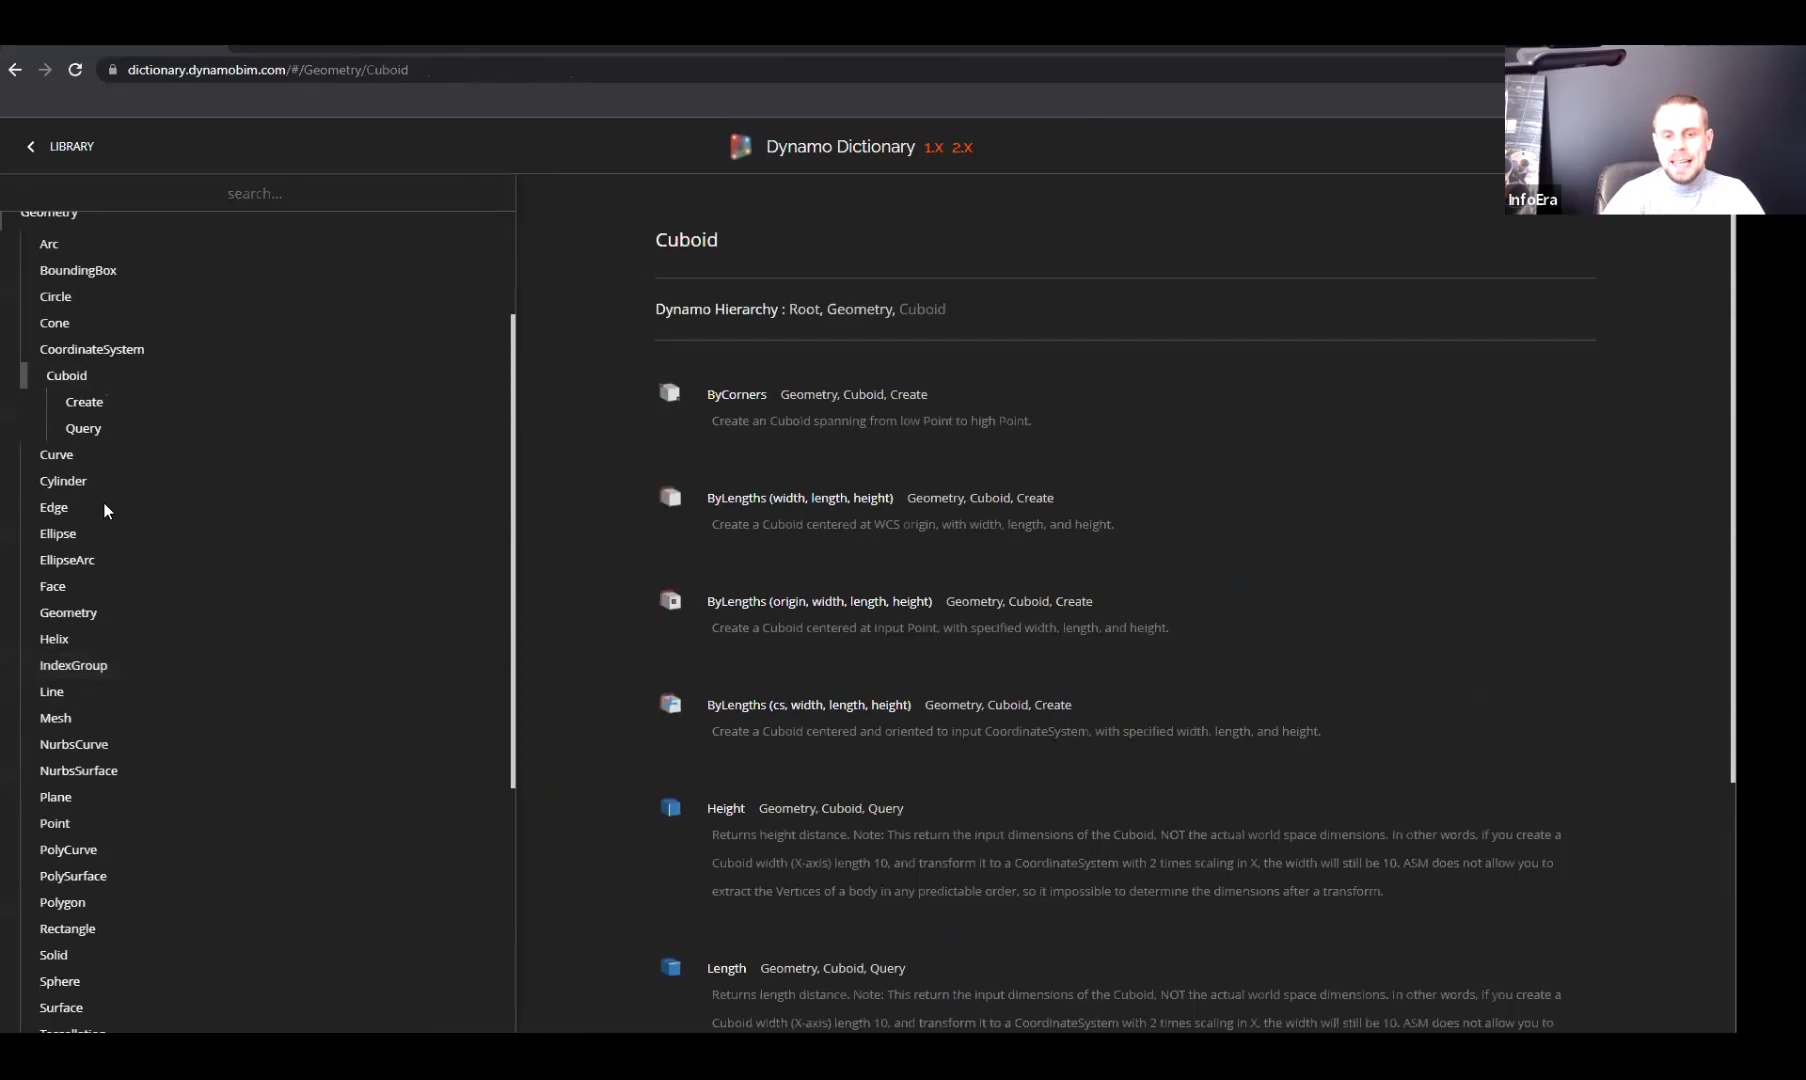 dictionary.dynamobim.com/#/Geometry/Cuboid
LIBRARY
Dynamo Dictionary 1.X 2.X
InfoEra
search...
Geometry
Arc
BoundingBox
Circle
Cone
CoordinateSystem
Cuboid
Create
Query
Curve
Cylinder
Edge
Ellipse
EllipseArc
Face
Geometry
Helix
IndexGroup
Line
Mesh
NurbsCurve
NurbsSurface
Plane
Point
PolyCurve
PolySurface
Polygon
Rectangle
Solid
Sphere
Surface
Tessellation
Cuboid
Dynamo Hierarchy : Root, Geometry, Cuboid
ByCorners Geometry, Cuboid, Create
Create an Cuboid spanning from low Point to high Point.
ByLengths (width, length, height) Geometry, Cuboid, Create
Create a Cuboid centered at WCS origin, with width, length, and height.
ByLengths (origin, width, length, height) Geometry, Cuboid, Create
Create a Cuboid centered at input Point, with specified width, length, and height.
ByLengths (cs, width, length, height) Geometry, Cuboid, Create
Create a Cuboid centered and oriented to input CoordinateSystem, with specified width, length, and height.
Height Geometry, Cuboid, Query
Returns height distance. Note: This return the input dimensions of the Cuboid, NOT the actual world space dimensions. In other words, if you create a
Cuboid width (X-axis) length 10, and transform it to a CoordinateSystem with 2 times scaling in X, the width will still be 10. ASM does not allow you to
extract the Vertices of a body in any predictable order, so it impossible to determine the dimensions after a transform.
Length Geometry, Cuboid, Query
Returns length distance. Note: This return the input dimensions of the Cuboid, NOT the actual world space dimensions. In other words, if you create a
Cuboid width (X-axis) length 10, and transform it to a CoordinateSystem with 2 times scaling in X, the width will still be 10. ASM does not allow you to